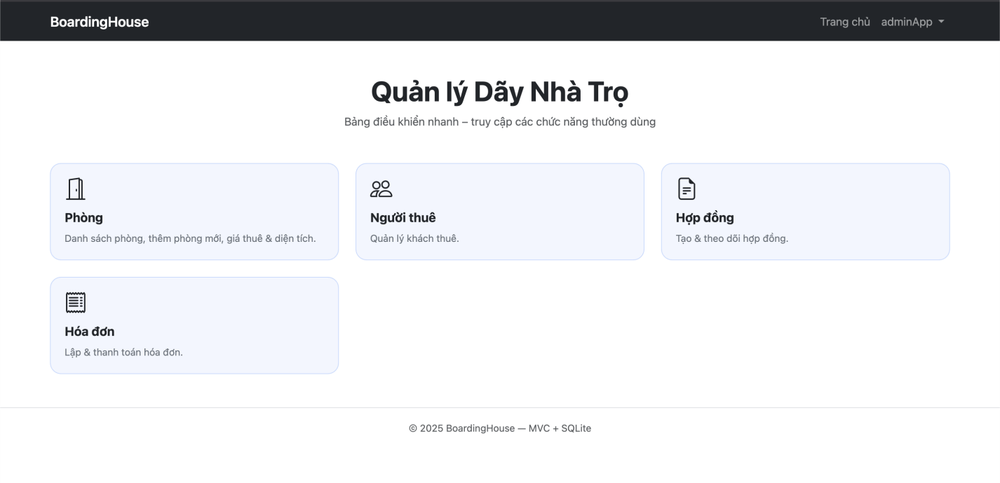 BoardingHouse
Trang chủ
adminApp
Quản lý Dãy Nhà Trọ
Bảng điều khiển nhanh – truy cập các chức năng thường dùng
Phòng
Danh sách phòng, thêm phòng mới, giá thuê & diện tích.
Người thuê
Quản lý khách thuê.
Hợp đồng
Tạo & theo dõi hợp đồng.
Hóa đơn
Lập & thanh toán hóa đơn.
© 2025 BoardingHouse — MVC + SQLite